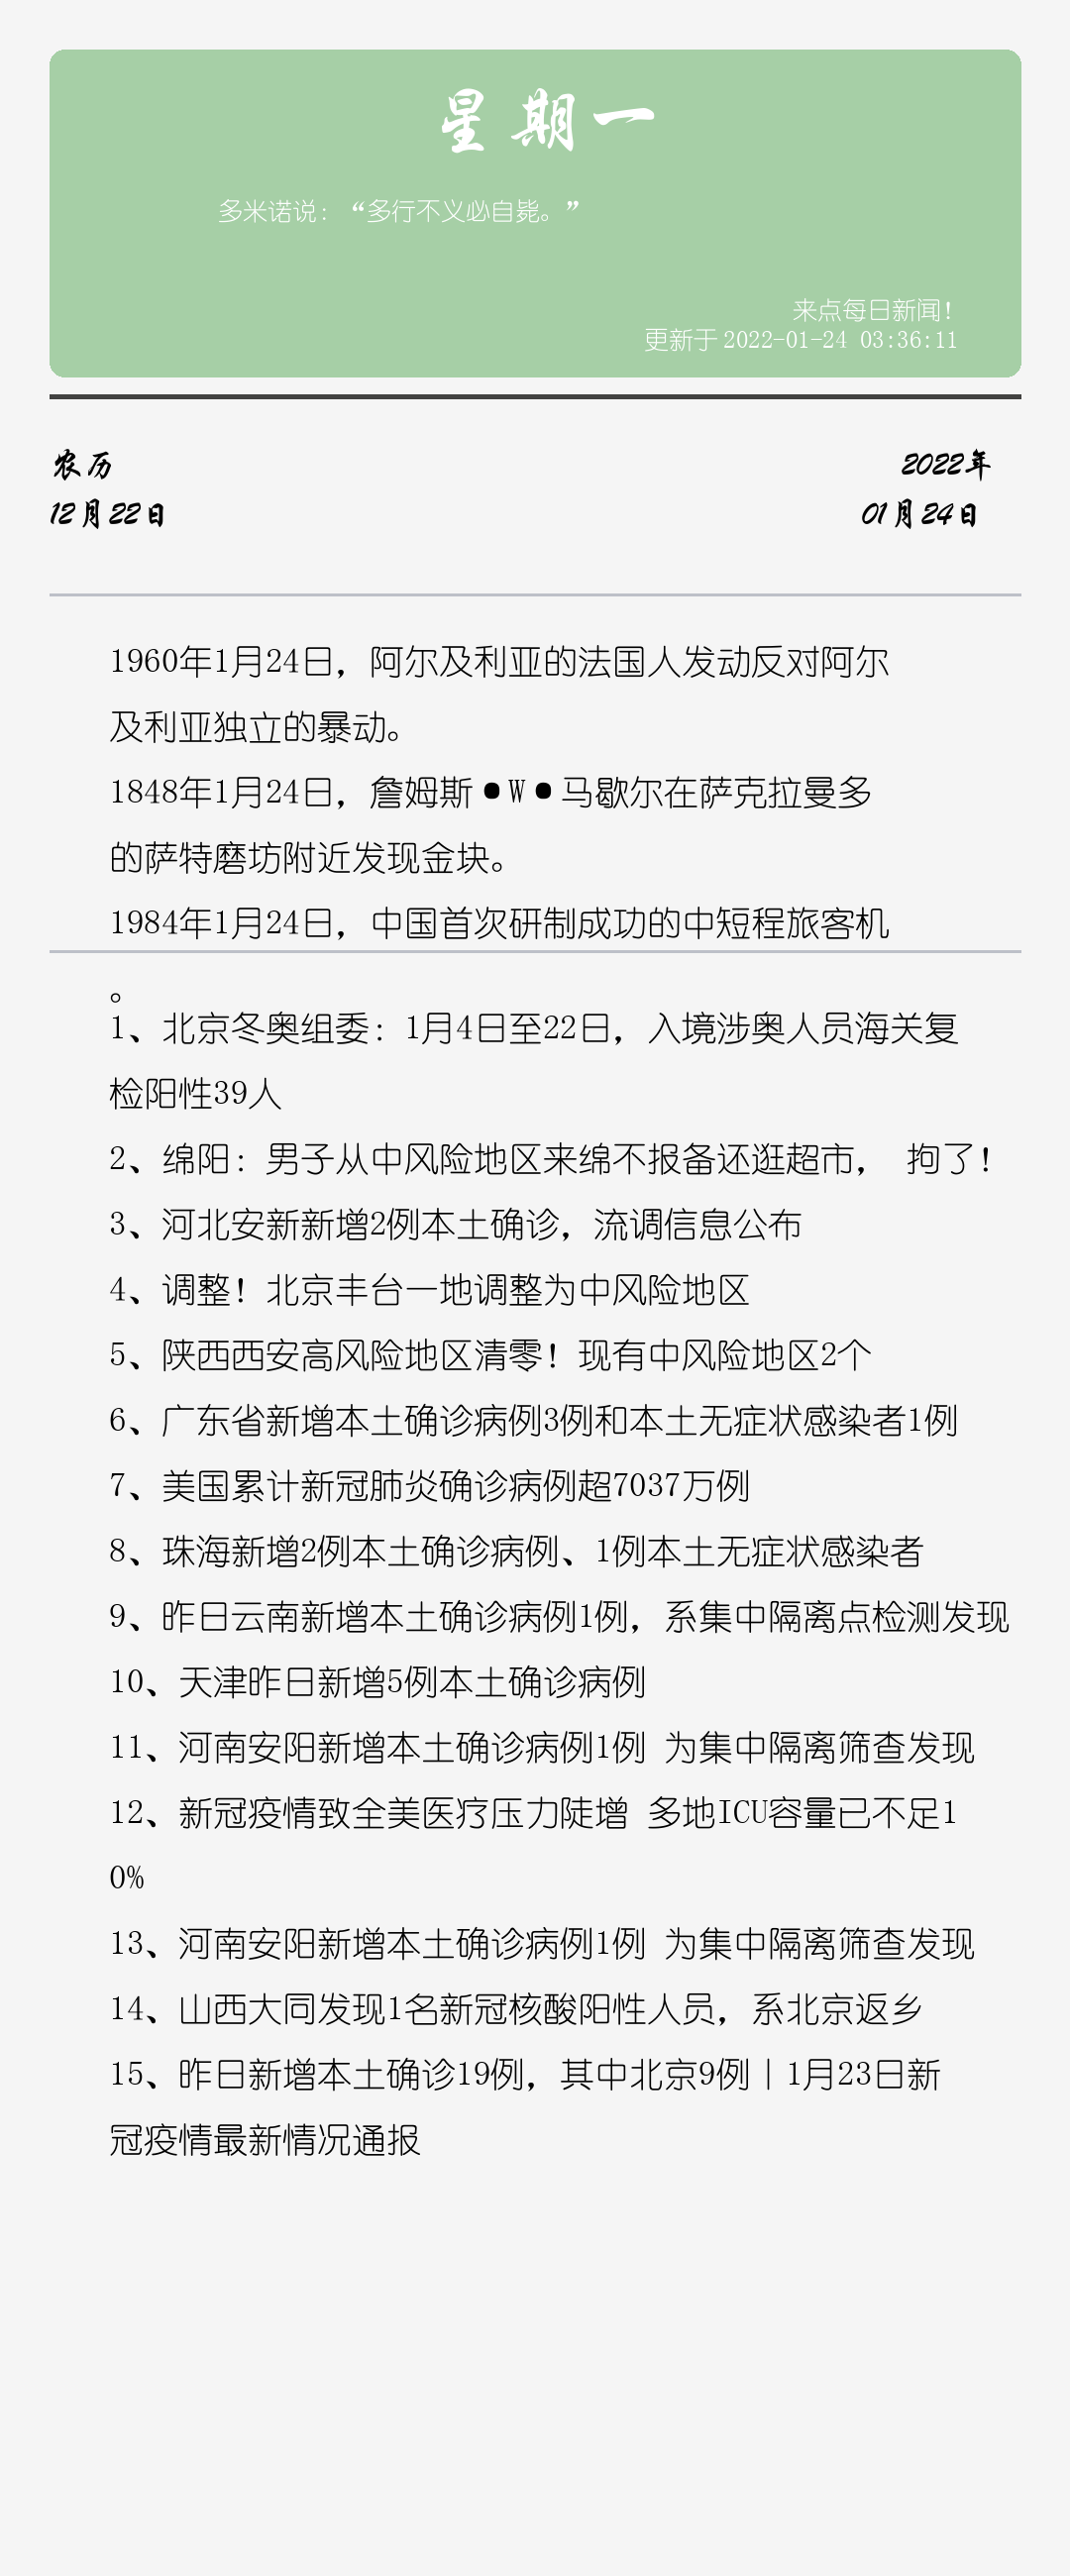 星期一
多米诺说：“多行不义必自毙。”
来点每日新闻！
更新于 2022-01-24 03:36:11
农历
2022年
12月22日
01月24日
1960年1月24日，阿尔及利亚的法国人发动反对阿尔
及利亚独立的暴动。
1848年1月24日，詹姆斯•W•马歇尔在萨克拉曼多
的萨特磨坊附近发现金块。
1984年1月24日，中国首次研制成功的中短程旅客机
。
1、北京冬奥组委：1月4日至22日，入境涉奥人员海关复
检阳性39人
2、绵阳：男子从中风险地区来绵不报备还逛超市， 拘了！
3、河北安新新增2例本土确诊，流调信息公布
4、调整！北京丰台一地调整为中风险地区
5、陕西西安高风险地区清零！现有中风险地区2个
6、广东省新增本土确诊病例3例和本土无症状感染者1例
7、美国累计新冠肺炎确诊病例超7037万例
8、珠海新增2例本土确诊病例、1例本土无症状感染者
9、昨日云南新增本土确诊病例1例，系集中隔离点检测发现
10、天津昨日新增5例本土确诊病例
11、河南安阳新增本土确诊病例1例 为集中隔离筛查发现
12、新冠疫情致全美医疗压力陡增 多地ICU容量已不足1
0%
13、河南安阳新增本土确诊病例1例 为集中隔离筛查发现
14、山西大同发现1名新冠核酸阳性人员，系北京返乡
15、昨日新增本土确诊19例，其中北京9例丨1月23日新
冠疫情最新情况通报